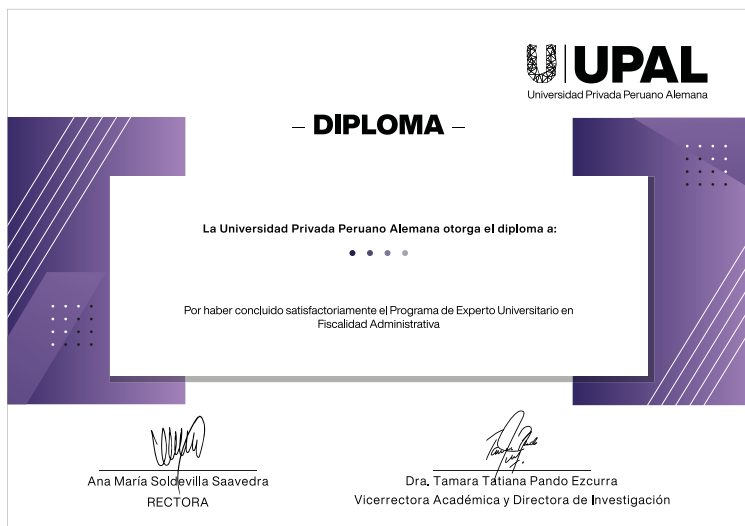 UPAL
Universidad Privada Peruano Alemana
– DIPLOMA –
La Universidad Privada Peruano Alemana otorga el diploma a:
Por haber concluido satisfactoriamente el Programa de Experto Universitario en
Fiscalidad Administrativa
Ana María Soldevilla Saavedra
RECTORA
Dra. Tamara Tatiana Pando Ezcurra
Vicerrectora Académica y Directora de Investigación